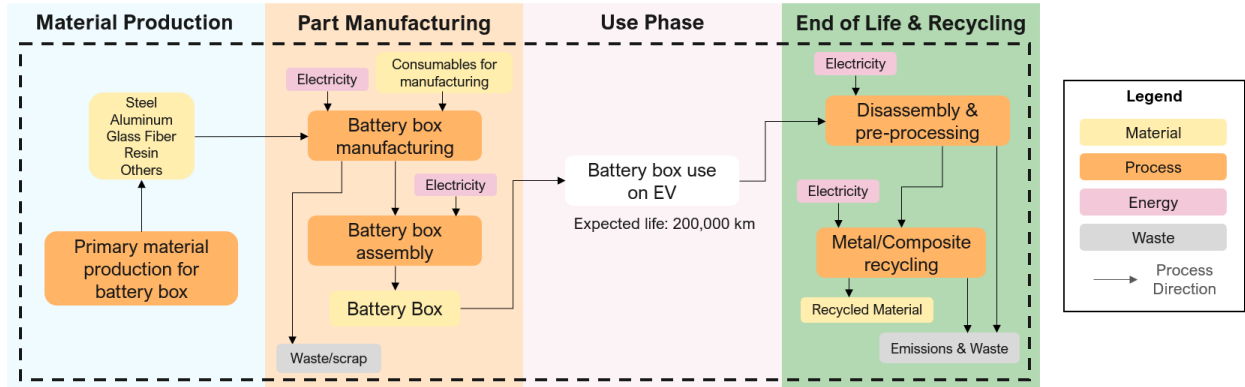 Material Production
Part Manufacturing
Use Phase
End of Life & Recycling
Steel
Aluminum
Glass Fiber
Resin
Others
Primary material
production for
battery box
Electricity
Consumables for
manufacturing
Battery box
manufacturing
Electricity
Battery box
assembly
Battery Box
Waste/scrap
Battery box use
on EV
Expected life: 200,000 km
Electricity
Disassembly &
pre-processing
Electricity
Metal/Composite
recycling
Recycled Material
Emissions & Waste
Legend
Material
Process
Energy
Waste
Process
Direction